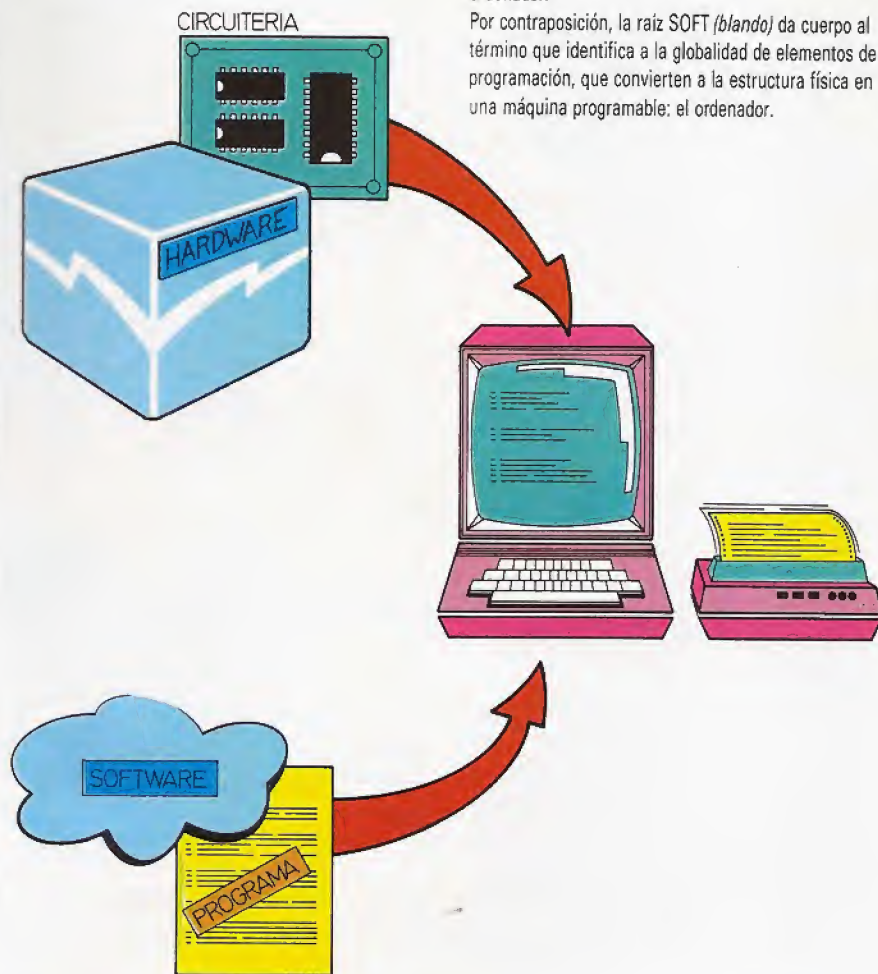 CIRCUITERIA
Por contraposición, la raíz SOFT (blando) da cuerpo al
término que identifica a la globalidad de elementos de
programación, que convierten a la estructura física en
una máquina programable: el ordenador.
HARDWARE
SOFTWARE
PROGRAMA